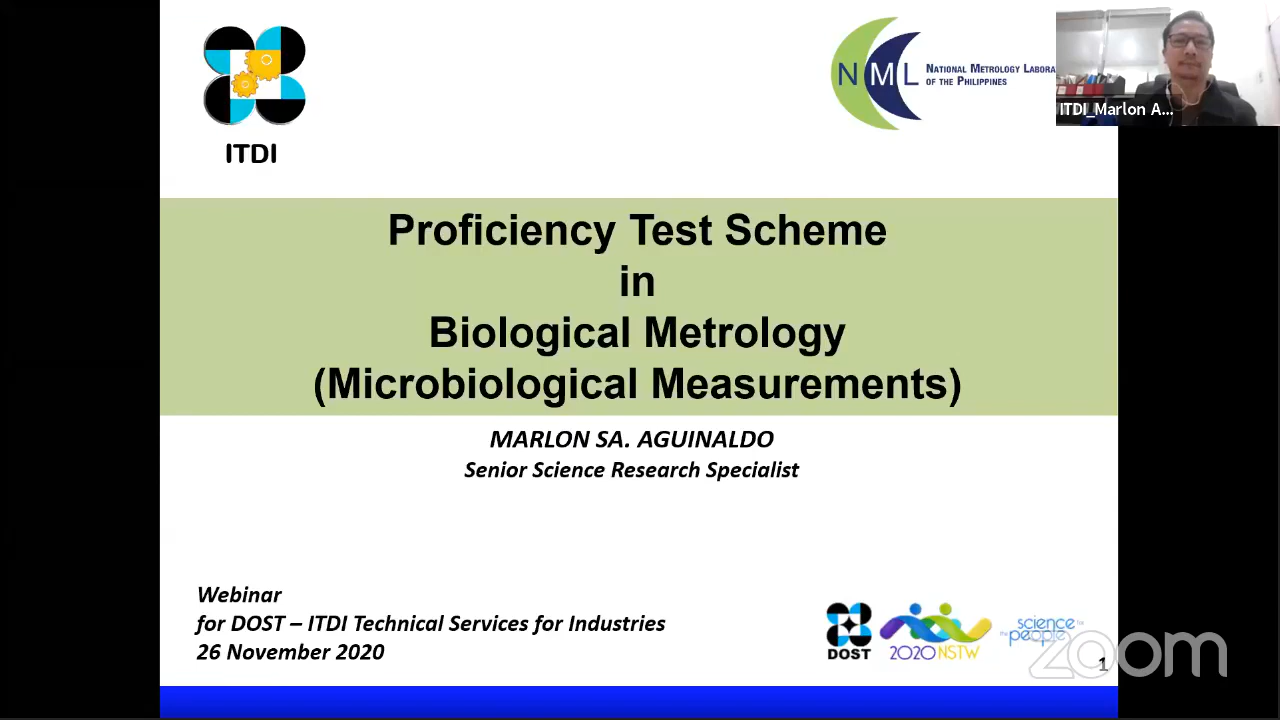 ITDI
NML
NATIONAL METROLOGY LABORA
OF THE PHILIPPINES
ITDI_Marlon A...
Proficiency Test Scheme
in
Biological Metrology
(Microbiological Measurements)
MARLON SA. AGUINALDO
Senior Science Research Specialist
Webinar
for DOST – ITDI Technical Services for Industries
26 November 2020
DOST
2020 NSTW
science for
the people
zoom
1